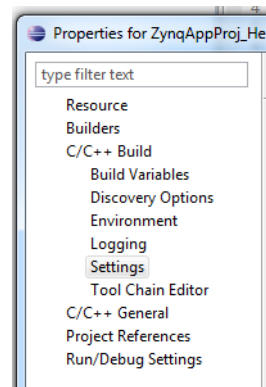 4
Properties for ZynqAppProj_He
type filter text
Resource
Builders
C/C++ Build
Build Variables
Discovery Options
Environment
Logging
Settings
Tool Chain Editor
C/C++ General
Project References
Run/Debug Settings